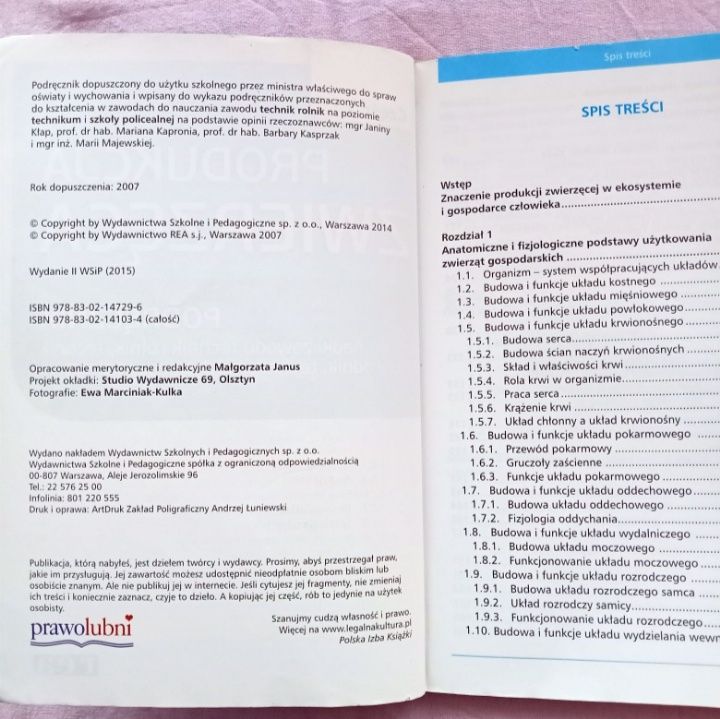 Podręcznik dopuszczony do użytku szkolnego przez ministra właściwego do spraw
oświaty i wychowania i wpisany do wykazu podręczników przeznaczonych
do kształcenia w zawodach do nauczania zawodu technik rolnik na poziomie
technikum i szkoły policealnej na podstawie opinii rzeczoznawców: mgr Janiny
Kłap, prof. dr hab. Mariana Kapronia, prof. dr hab. Barbary Kasprzak
i mgr inż. Marii Majewskiej.
Rok dopuszczenia: 2007
© Copyright by Wydawnictwa Szkolne i Pedagogiczne sp. z o.o., Warszawa 2014
© Copyright by Wydawnictwo REA s.j., Warszawa 2007
Wydanie II WSiP (2015)
ISBN 978-83-02-14729-6
ISBN 978-83-02-14103-4 (całość)
Opracowanie merytoryczne i redakcyjne Małgorzata Janus
Projekt okładki: Studio Wydawnicze 69, Olsztyn
Fotografie: Ewa Marciniak-Kulka
Wydano nakładem Wydawnictw Szkolnych i Pedagogicznych sp. z o.o.
Wydawnictwa Szkolne i Pedagogiczne spółka z ograniczoną odpowiedzialnością
00-807 Warszawa, Aleje Jerozolimskie 96
Tel.: 22 576 25 00
Infolinia: 801 220 555
Druk i oprawa: ArtDruk Zakład Poligraficzny Andrzej Łuniewski
Publikacja, którą nabyłeś, jest dziełem twórcy i wydawcy. Prosimy, abyś przestrzegał praw,
jakie im przysługują. Jej zawartość możesz udostępnić nieodpłatnie osobom bliskim lub
osobiście znanym. Ale nie publikuj jej w internecie. Jeśli cytujesz jej fragmenty, nie zmieniaj
ich treści i koniecznie zaznacz, czyje to dzieło. A kopiując jej część, rób to jedynie na użytek
osobisty.
prawolubni
Szanujmy cudzą własność i prawo.
Więcej na www.legalnakultura.pl
Polska Izba Książki
Spis treści
SPIS TREŚCI
Wstęp
Znaczenie produkcji zwierzęcej w ekosystemie
i gospodarce człowieka
Rozdział 1
Anatomiczne i fizjologiczne podstawy użytkowania
zwierząt gospodarskich
1.1. Organizm – system współpracujących układów
1.2. Budowa i funkcje układu kostnego
1.3. Budowa i funkcje układu mięśniowego
1.4. Budowa i funkcje układu powłokowego
1.5. Budowa i funkcje układu krwionośnego
1.5.1. Budowa serca
1.5.2. Budowa ścian naczyń krwionośnych
1.5.3. Skład i właściwości krwi
1.5.4. Rola krwi w organizmie
1.5.5. Praca serca
1.5.6. Krążenie krwi
1.5.7. Układ chłonny a układ krwionośny
1.6. Budowa i funkcje układu pokarmowego
1.6.1. Przewód pokarmowy
1.6.2. Gruczoły zaścienne
1.6.3. Funkcje układu pokarmowego
1.7. Budowa i funkcje układu oddechowego
1.7.1. Budowa układu oddechowego
1.7.2. Fizjologia oddychania
1.8. Budowa i funkcje układu wydalniczego
1.8.1. Budowa układu moczowego
1.8.2. Funkcjonowanie układu moczowego
1.9. Budowa i funkcje układu rozrodczego
1.9.1. Budowa układu rozrodczego samca
1.9.2. Układ rozrodczy samicy
1.9.3. Funkcjonowanie układu rozrodczego
1.10. Budowa i funkcje układu wydzielania wewn